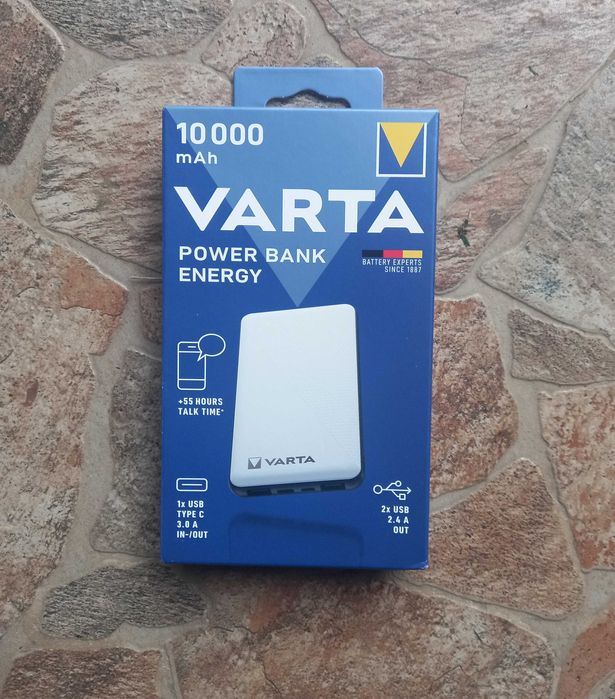 10 000
mAh
VARTA
POWER BANK
ENERGY
BATTERY EXPERTS
SINCE 1887
+55 HOURS
TALK TIME*
VARTA
1x USB
TYPE C
3.0 A
IN-/OUT
2x USB
2.4 A
OUT